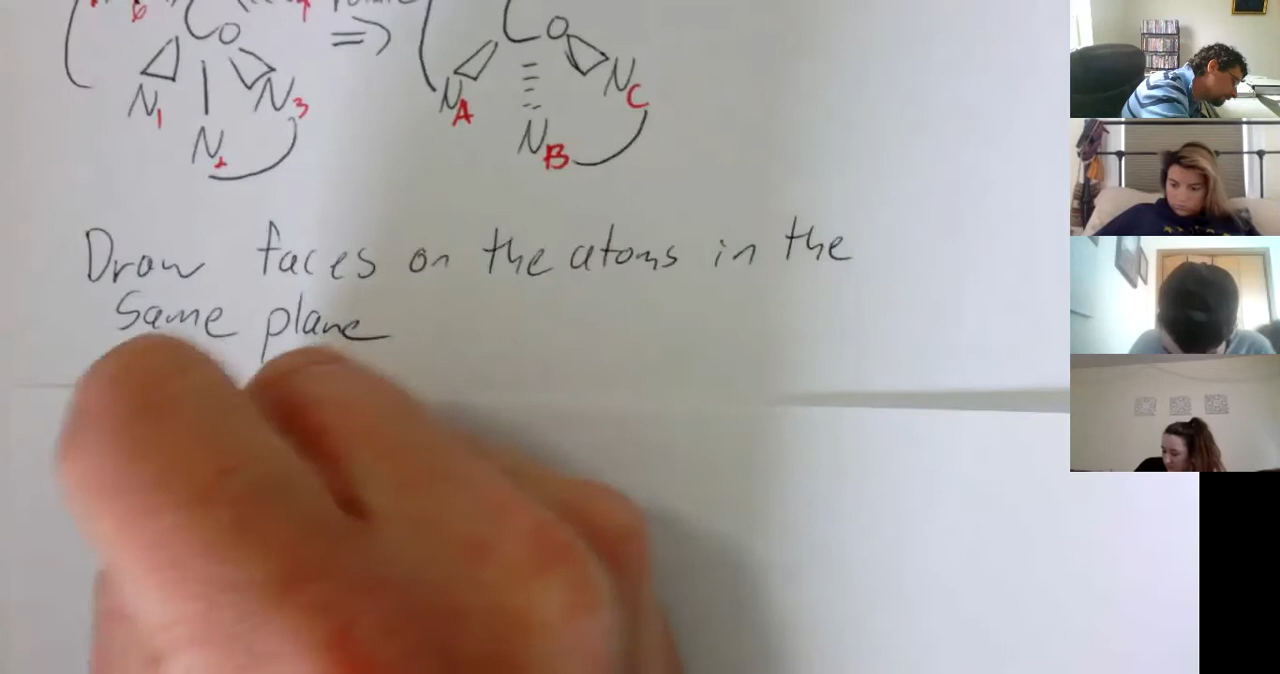 Co
Co
=>
N1
N3
N2
NA
NC
NB
Draw faces on the atoms in the
Same plane